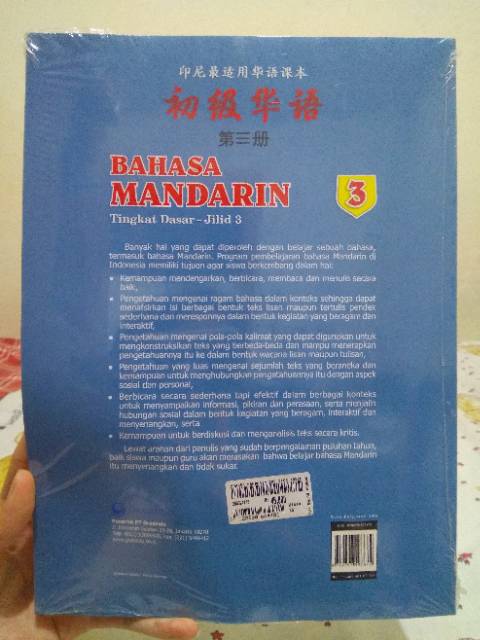 印尼最适用华语课本
初级华语
第三册
BAHASA
MANDARIN
3
Tingkat Dasar - Jilid 3
Banyak hal yang dapat diperoleh dengan belajar sebuah bahasa,
termasuk bahasa Mandarin. Program pembelajaran bahasa Mandarin di
Indonesia memiliki tujuan agar siswa berkembang dalam hal:
• Kemampuan mendengarkan, berbicara, membaca dan menulis secara
baik,
• Pengetahuan mengenai ragam bahasa dalam konteks sehingga dapat
menafsirkan isi berbagai bentuk teks lisan maupun tertulis pendek
sederhana dan meresponnya dalam bentuk kegiatan yang beragam dan
interaktif,
• Pengetahuan mengenai pola-pola kalimat yang dapat digunakan untuk
mengkonstruksikan teks yang berbeda-beda dan mampu menerapkan
pengetahuannya itu ke dalam bentuk wacana lisan maupun tulisan,
• Pengetahuan yang luas mengenai sejumlah teks yang beraneka dan
kemampuan untuk menghubungkan pengetahuannya itu dengan aspek
sosial dan personal,
• Berbicara secara sederhana tapi efektif dalam berbagai konteks
untuk menyampaikan informasi, pikiran dan perasaan, serta menjalin
hubungan sosial dalam bentuk kegiatan yang beragam, interaktif dan
menyenangkan, serta
• Kemampuan untuk berdiskusi dan menganalisis teks secara kritis.
Lewat arahan dari penulis yang sudah berpengalaman puluhan tahun,
baik siswa maupun guru akan merasakan bahwa belajar bahasa Mandarin
itu menyenangkan dan tidak sukar.
Penerbit PT Grasindo